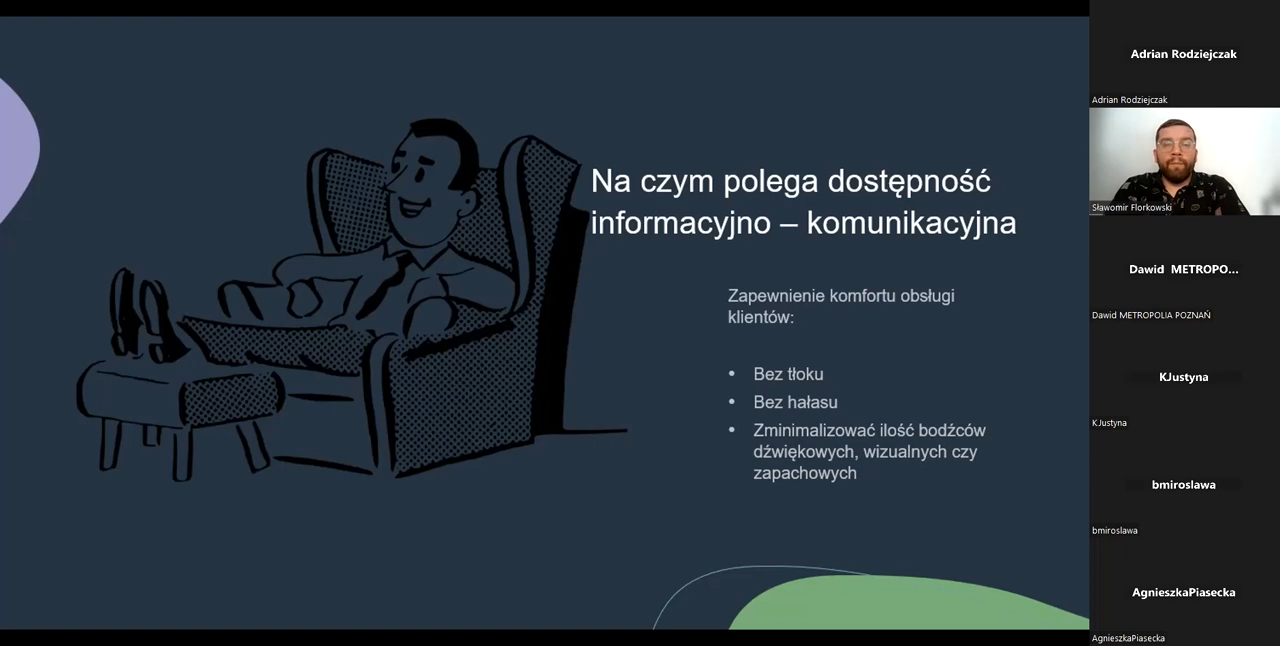 Na czym polega dostępność
informacyjno – komunikacyjna
Zapewnienie komfortu obsługi
klientów:
• Bez tłoku
• Bez hałasu
• Zminimalizować ilość bodźców
dźwiękowych, wizualnych czy
zapachowych
Adrian Rodziejczak
Adrian Rodziejczak
Sławomir Florkowski
Dawid METROPO...
Dawid METROPOLIA POZNAŃ
KJustyna
KJustyna
bmiroslawa
bmiroslawa
AgnieszkaPiasecka
AgnieszkaPiasecka